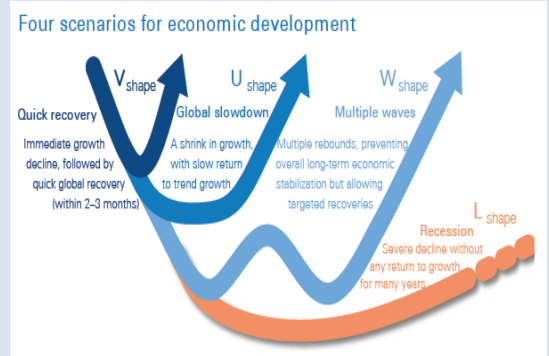 Four scenarios for economic development
V shape
Quick recovery
Immediate growth
decline, followed by
quick global recovery
(within 2–3 months)
U shape
Global slowdown
A shrink in growth,
with slow return
to trend growth
W shape
Multiple waves
Multiple rebounds, preventing
overall long-term economic
stabilization but allowing
targeted recoveries
L shape
Recession
Severe decline without
any return to growth
for many years